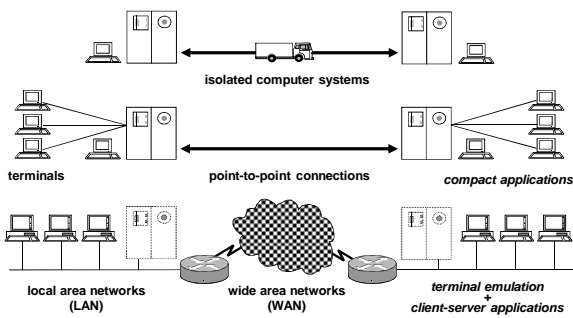 isolated computer systems
terminals
point-to-point connections
compact applications
local area networks
(LAN)
wide area networks
(WAN)
terminal emulation
+
client-server applications